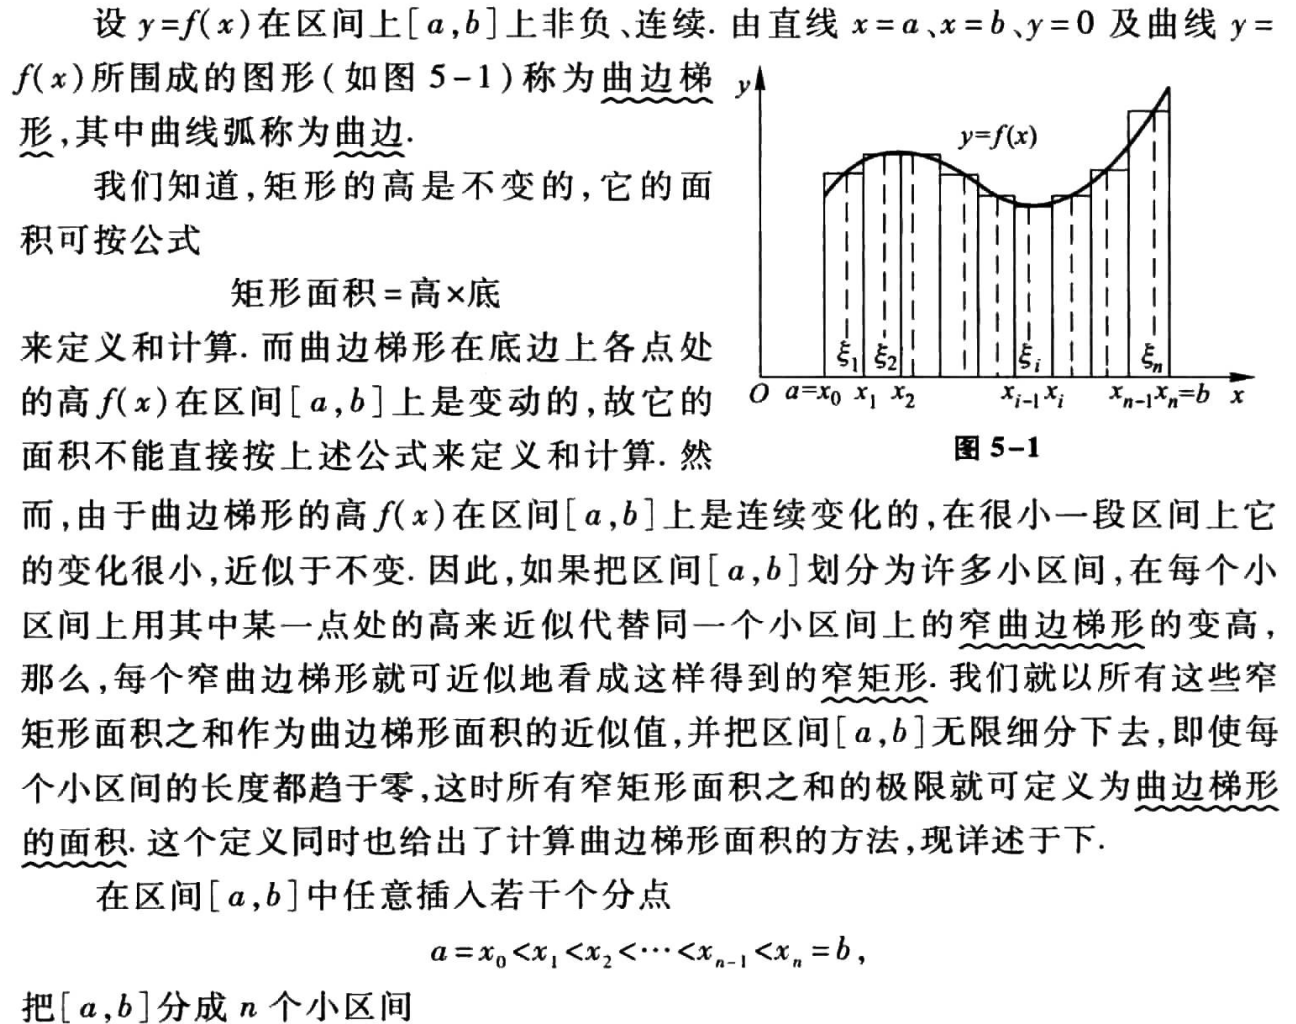 设 y=f(x)在区间上[a,b]上非负、连续. 由直线 x=a、x=b、y=0 及曲线 y=
f(x)所围成的图形(如图 5-1)称为曲边梯
形,其中曲线弧称为曲边.
我们知道,矩形的高是不变的,它的面
积可按公式
矩形面积=高×底
来定义和计算. 而曲边梯形在底边上各点处
的高 f(x)在区间[a,b]上是变动的,故它的
面积不能直接按上述公式来定义和计算. 然
y
y=f(x)
ξ₁ ξ₂ ξᵢ ξₙ
O a=x₀ x₁ x₂ xᵢ₋₁ xᵢ xₙ₋₁ xₙ=b x
图 5-1
而,由于曲边梯形的高 f(x)在区间[a,b]上是连续变化的,在很小一段区间上它
的变化很小,近似于不变. 因此,如果把区间[a,b]划分为许多小区间,在每个小
区间上用其中某一点处的高来近似代替同一个小区间上的窄曲边梯形的变高,
那么,每个窄曲边梯形就可近似地看成这样得到的窄矩形. 我们就以所有这些窄
矩形面积之和作为曲边梯形面积的近似值,并把区间[a,b]无限细分下去,即使每
个小区间的长度都趋于零,这时所有窄矩形面积之和的极限就可定义为曲边梯形
的面积. 这个定义同时也给出了计算曲边梯形面积的方法,现详述于下.
在区间[a,b]中任意插入若干个分点
a=x₀<x₁<x₂<⋯<xₙ₋₁<xₙ=b,
把[a,b]分成 n 个小区间